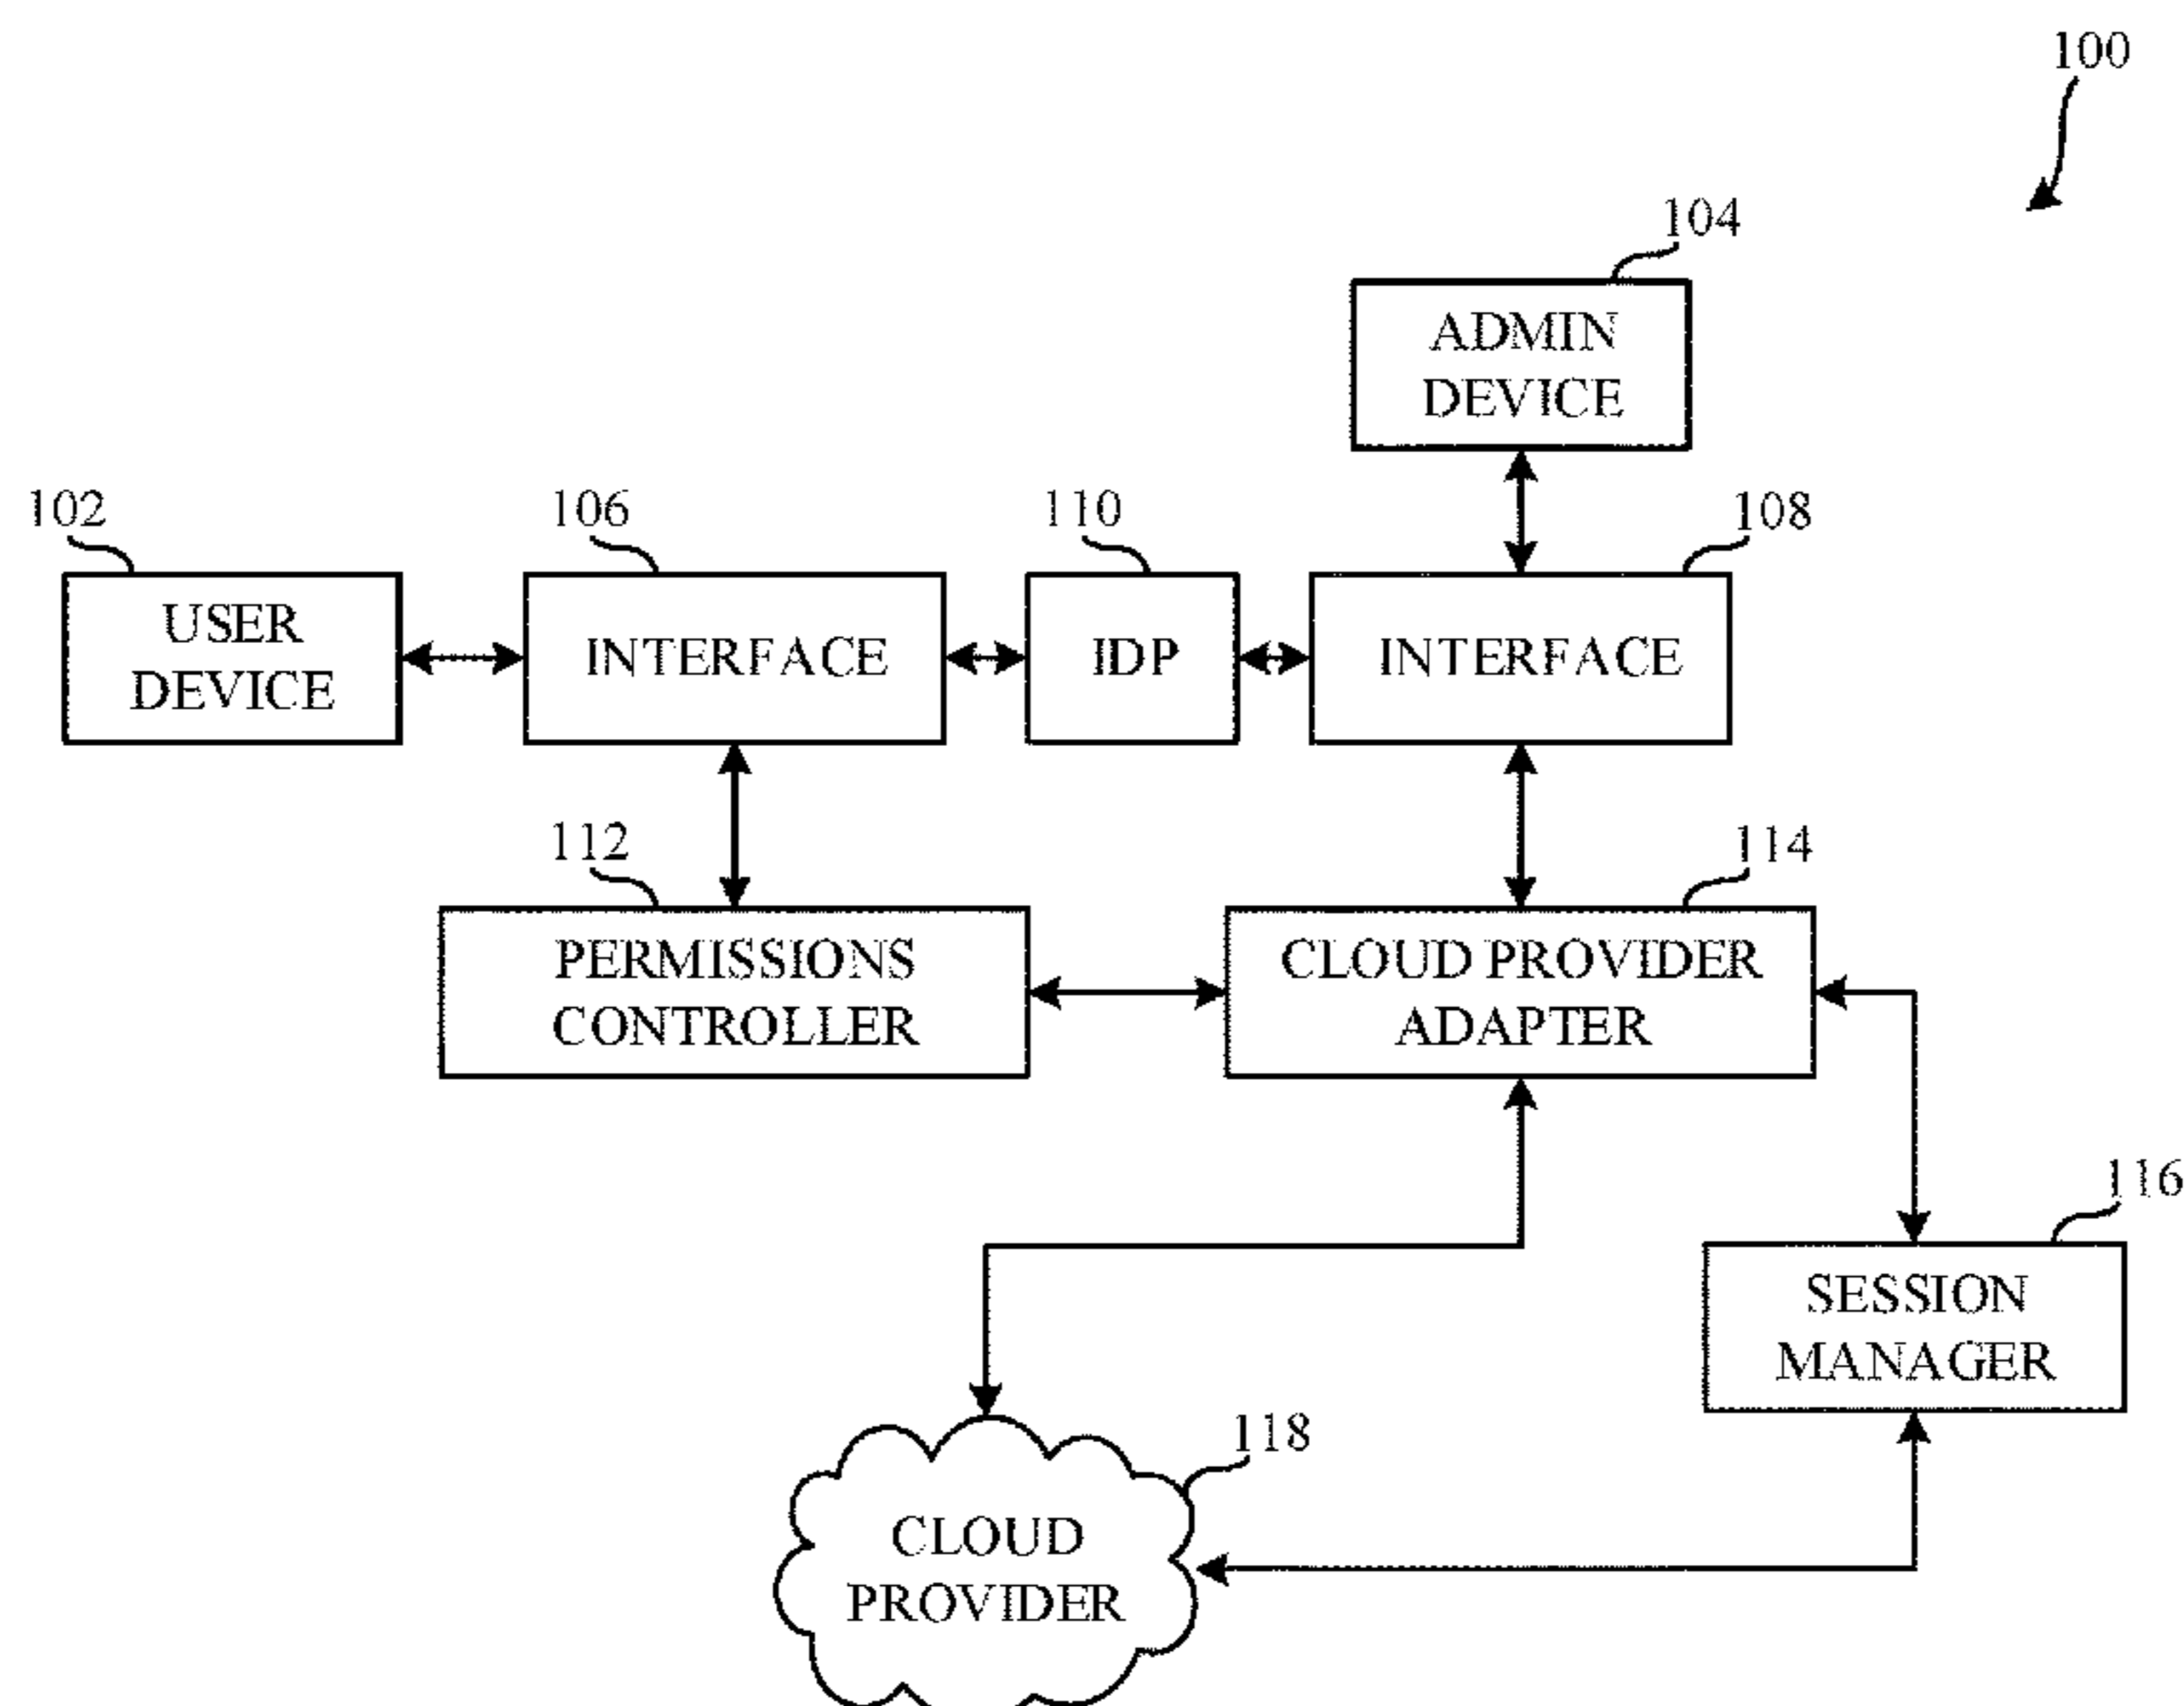 100
104
ADMIN
DEVICE
102
106
110
108
USER
DEVICE
INTERFACE
IDP
INTERFACE
112
114
PERMISSIONS
CONTROLLER
CLOUD PROVIDER
ADAPTER
116
SESSION
MANAGER
118
CLOUD
PROVIDER